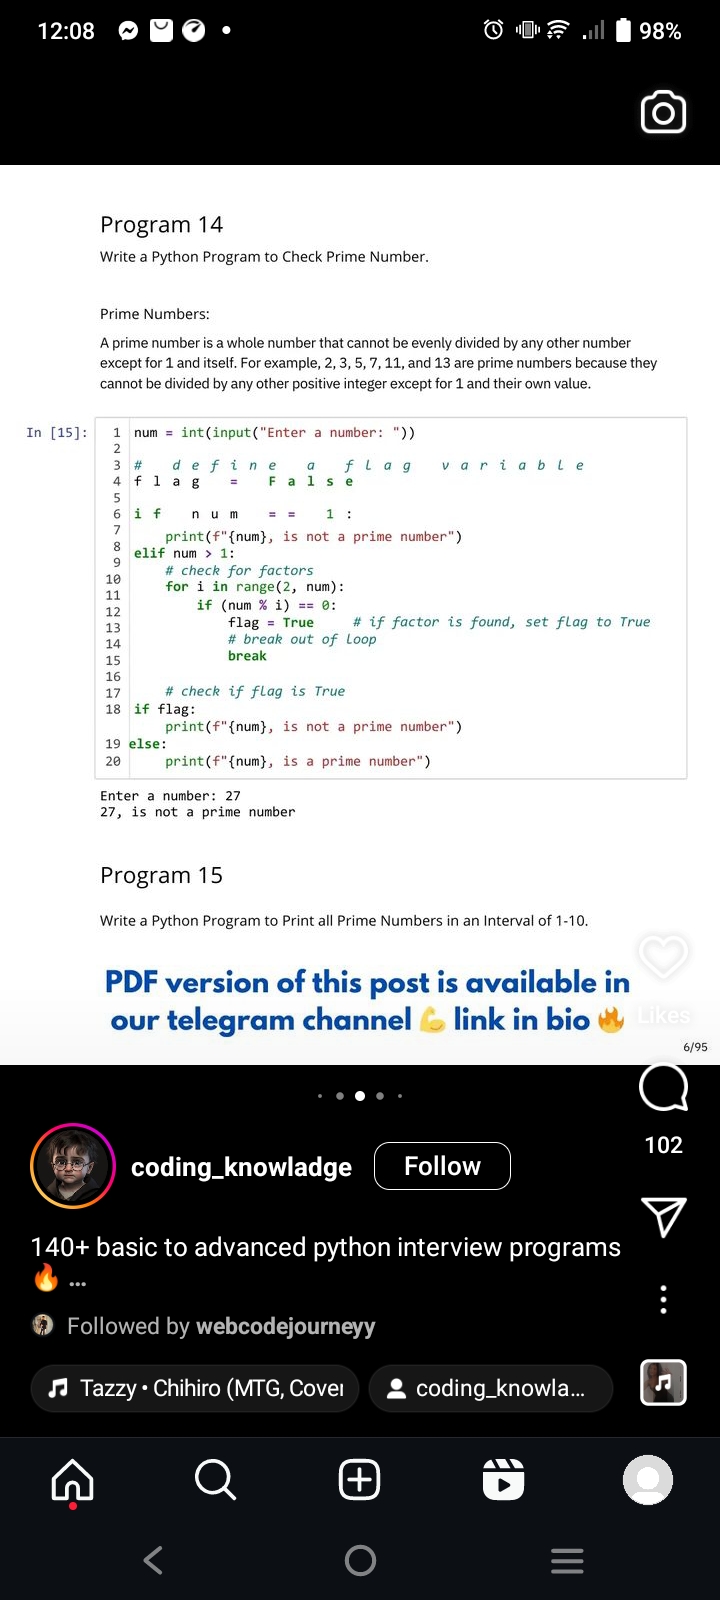 12:08
98%
Program 14
Write a Python Program to Check Prime Number.
Prime Numbers:
A prime number is a whole number that cannot be evenly divided by any other number
except for 1 and itself. For example, 2, 3, 5, 7, 11, and 13 are prime numbers because they
cannot be divided by any other positive integer except for 1 and their own value.
In [15]: 1 num = int(input("Enter a number: "))
2
3 # define a flag variable
4 flag = False
5
6 if num == 1:
7 print(f"{num}, is not a prime number")
8 elif num > 1:
9 # check for factors
10 for i in range(2, num):
11 if (num % i) == 0:
12 flag = True # if factor is found, set flag to True
13 # break out of loop
14 break
15
16
17 # check if flag is True
18 if flag:
print(f"{num}, is not a prime number")
19 else:
20 print(f"{num}, is a prime number")
Enter a number: 27
27, is not a prime number
Program 15
Write a Python Program to Print all Prime Numbers in an Interval of 1-10.
PDF version of this post is available in
our telegram channel 💪 link in bio 🔥
Likes
6/95
102
coding_knowladge
Follow
140+ basic to advanced python interview programs
🔥 ...
Followed by webcodejourneyy
Tazzy • Chihiro (MTG, Cover
coding_knowla...